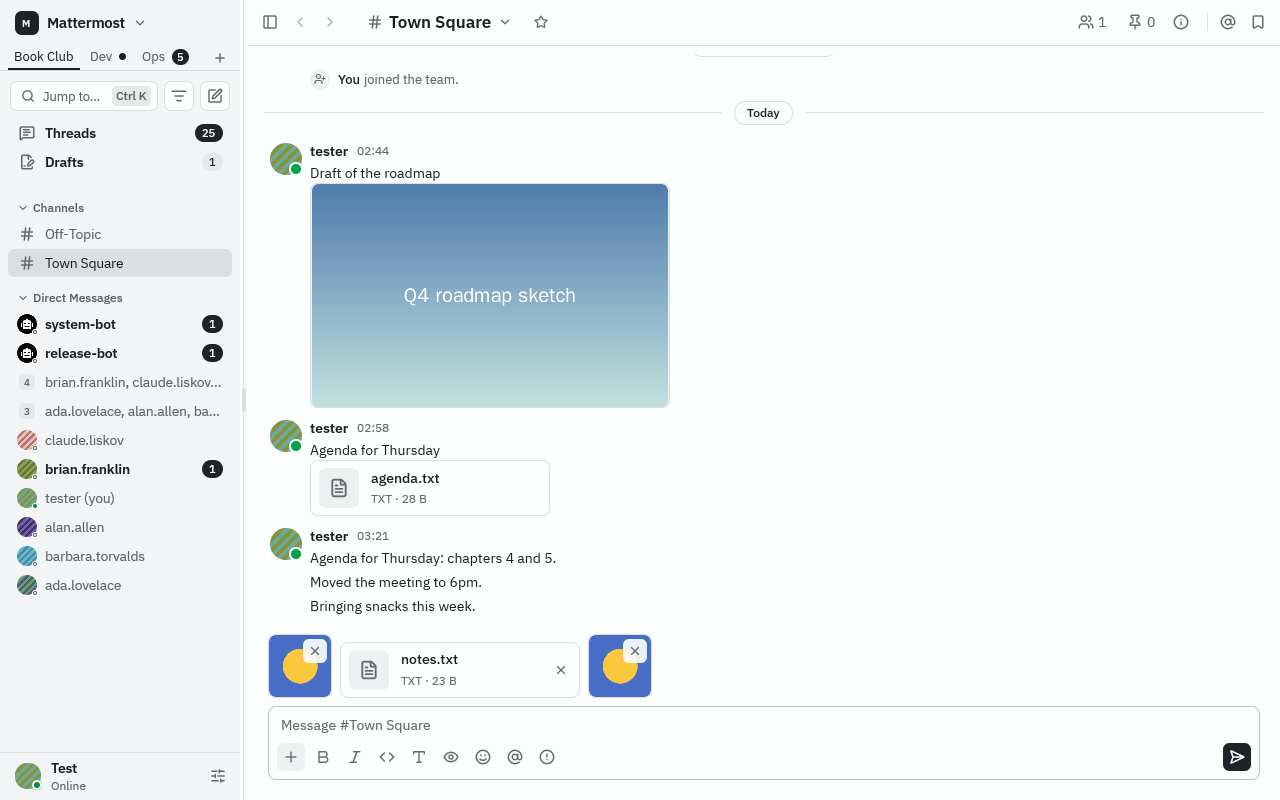 M Mattermost
Book Club Dev Ops 5
Jump to... Ctrl K
Threads 25
Drafts 1
Channels
Off-Topic
Town Square
Direct Messages
system-bot 1
release-bot 1
4 brian.franklin, claude.liskov...
3 ada.lovelace, alan.allen, ba...
claude.liskov
brian.franklin 1
tester (you)
alan.allen
barbara.torvalds
ada.lovelace
Test
Online
# Town Square
1
0
You joined the team.
Today
tester 02:44
Draft of the roadmap
Q4 roadmap sketch
tester 02:58
Agenda for Thursday
agenda.txt
TXT · 28 B
tester 03:21
Agenda for Thursday: chapters 4 and 5.
Moved the meeting to 6pm.
Bringing snacks this week.
notes.txt
TXT · 23 B
Message #Town Square